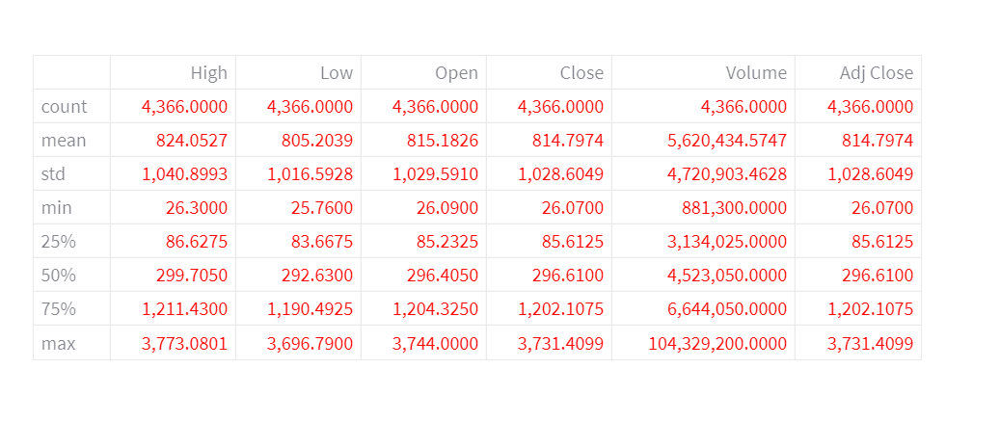 High Low Open Close Volume Adj Close
count 4,366.0000 4,366.0000 4,366.0000 4,366.0000 4,366.0000 4,366.0000
mean 824.0527 805.2039 815.1826 814.7974 5,620,434.5747 814.7974
std 1,040.8993 1,016.5928 1,029.5910 1,028.6049 4,720,903.4628 1,028.6049
min 26.3000 25.7600 26.0900 26.0700 881,300.0000 26.0700
25% 86.6275 83.6675 85.2325 85.6125 3,134,025.0000 85.6125
50% 299.7050 292.6300 296.4050 296.6100 4,523,050.0000 296.6100
75% 1,211.4300 1,190.4925 1,204.3250 1,202.1075 6,644,050.0000 1,202.1075
max 3,773.0801 3,696.7900 3,744.0000 3,731.4099 104,329,200.0000 3,731.4099